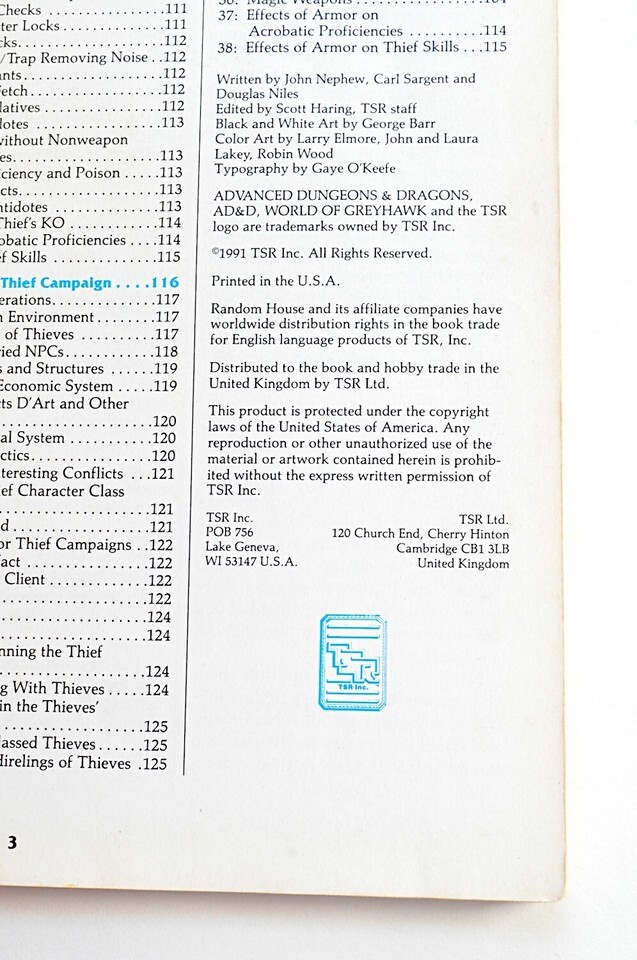 Checks . . . . . . . . . . . . . . .111
ter Locks . . . . . . . . . . . . .111
cks. . . . . . . . . . . . . . . . . .112
/Trap Removing Noise . .112
ants. . . . . . . . . . . . . . . . .112
Fetch . . . . . . . . . . . . . . . .112
latives . . . . . . . . . . . . . . .112
Notes . . . . . . . . . . . . . . .113
without Nonweapon
es. . . . . . . . . . . . . . . . . . .113
ciency and Poison . . . . .113
cts. . . . . . . . . . . . . . . . . .113
ntidotes . . . . . . . . . . . . .113
Thief's KO . . . . . . . . . . .114
obatic Proficiencies . . . .114
ef Skills . . . . . . . . . . . . .115
Thief Campaign . . . .116
erations. . . . . . . . . . . . .117
n Environment . . . . . . . .117
of Thieves . . . . . . . . . . .117
ried NPCs. . . . . . . . . . . .118
s and Structures . . . . . .119
Economic System . . . . .119
cts D'Art and Other
. . . . . . . . . . . . . . . . . . . .120
al System . . . . . . . . . . . .120
ctics. . . . . . . . . . . . . . . .120
nteresting Conflicts . . .121
ef Character Class
. . . . . . . . . . . . . . . . . . . .121
d . . . . . . . . . . . . . . . . . .121
or Thief Campaigns . .122
fact . . . . . . . . . . . . . . . .122
Client . . . . . . . . . . . . . .122
. . . . . . . . . . . . . . . . . . .122
. . . . . . . . . . . . . . . . . . .124
. . . . . . . . . . . . . . . . . . .124
nning the Thief
. . . . . . . . . . . . . . . . . . .124
g With Thieves . . . . .124
in the Thieves'
. . . . . . . . . . . . . . . . . . .125
lassed Thieves . . . . . .125
Hirelings of Thieves .125
3
36: Magic Weapons . . . . . . . . . . . . . .104
37: Effects of Armor on
Acrobatic Proficiencies . . . . . . . . . .114
38: Effects of Armor on Thief Skills . . .115
Written by John Nephew, Carl Sargent and
Douglas Niles
Edited by Scott Haring, TSR staff
Black and White Art by George Barr
Color Art by Larry Elmore, John and Laura
Lakey, Robin Wood
Typography by Gaye O'Keefe
ADVANCED DUNGEONS & DRAGONS,
AD&D, WORLD OF GREYHAWK and the TSR
logo are trademarks owned by TSR Inc.
©1991 TSR Inc. All Rights Reserved.
Printed in the U.S.A.
Random House and its affiliate companies have
worldwide distribution rights in the book trade
for English language products of TSR, Inc.
Distributed to the book and hobby trade in the
United Kingdom by TSR Ltd.
This product is protected under the copyright
laws of the United States of America. Any
reproduction or other unauthorized use of the
material or artwork contained herein is prohib-
ited without the express written permission of
TSR Inc.
TSR Inc.
POB 756
Lake Geneva,
WI 53147 U.S.A.
TSR Ltd.
120 Church End, Cherry Hinton
Cambridge CB1 3LB
United Kingdom
TSR
TSR Inc.